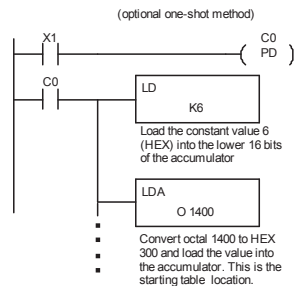 (optional one-shot method)
X1
C0
PD
C0
LD
K6
Load the constant value 6
(HEX) into the lower 16 bits
of the accumulator
LDA
O 1400
Convert octal 1400 to HEX
300 and load the value into
the accumulator. This is the
starting table location.